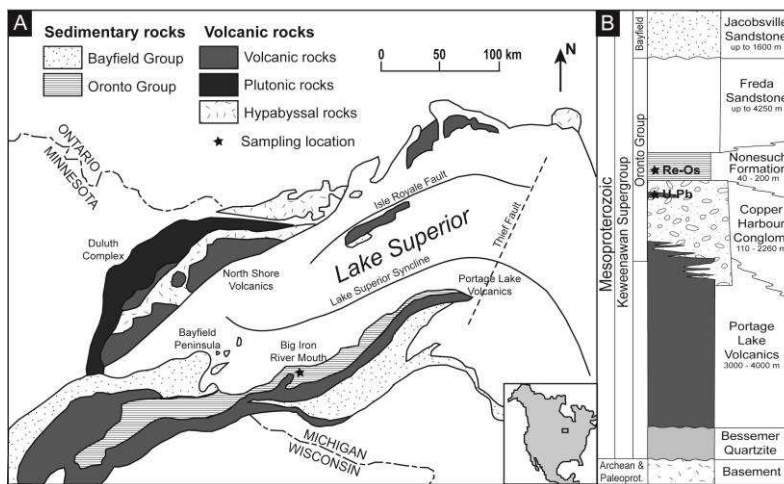 A
Sedimentary rocks
Bayfield Group
Oronto Group
Volcanic rocks
Volcanic rocks
Plutonic rocks
Hypabyssal rocks
Sampling location
0 50 100 km
N
ONTARIO
MINNESOTA
Duluth
Complex
North Shore
Volcanics
Isle Royale Fault
Lake Superior
Thief Fault
Lake Superior Syncline
Portage Lake
Volcanics
Bayfield
Peninsula
Big Iron
River Mouth
MICHIGAN
WISCONSIN
B
Mesoproterozoic
Keweenawan Supergroup
Bayfield
Oronto Group
Jacobsville
Sandstone
up to 1600 m
Freda
Sandstone
up to 4250 m
Re-Os
Nonesuch
Formation
40 - 200 m
U-Pb
Copper
Harbour
Conglom
110 - 2260 m
Portage
Lake
Volcanics
3000 - 4000 m
Bessemer
Quartzite
Archean &
Paleoprot.
Basement